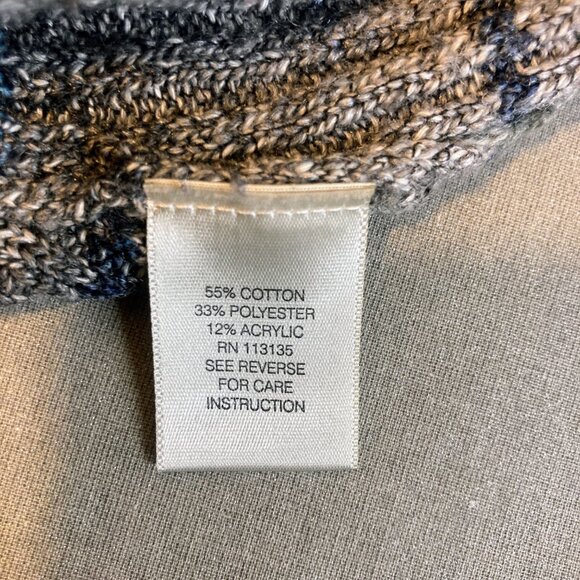 55% COTTON
33% POLYESTER
12% ACRYLIC
RN 113135
SEE REVERSE
FOR CARE
INSTRUCTION